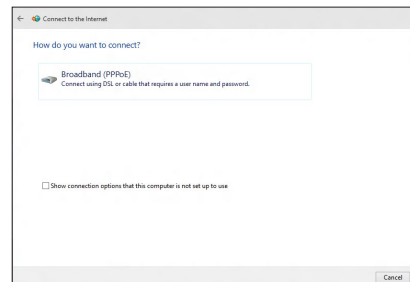 Connect to the Internet
How do you want to connect?
Broadband (PPPoE)
Connect using DSL or cable that requires a user name and password.
Show connection options that this computer is not set up to use
Cancel